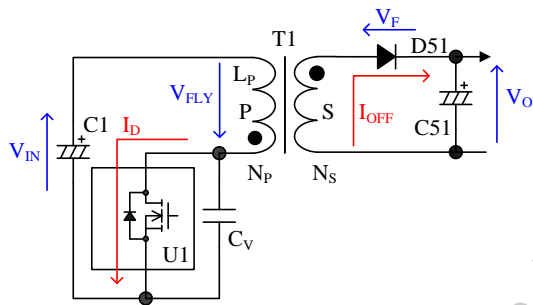 T1
V_F
D51
L_P
V_FLY
P
S
I_OFF
C51
V_O
C1
+
+
I_D
V_IN
N_P
N_S
U1
C_V